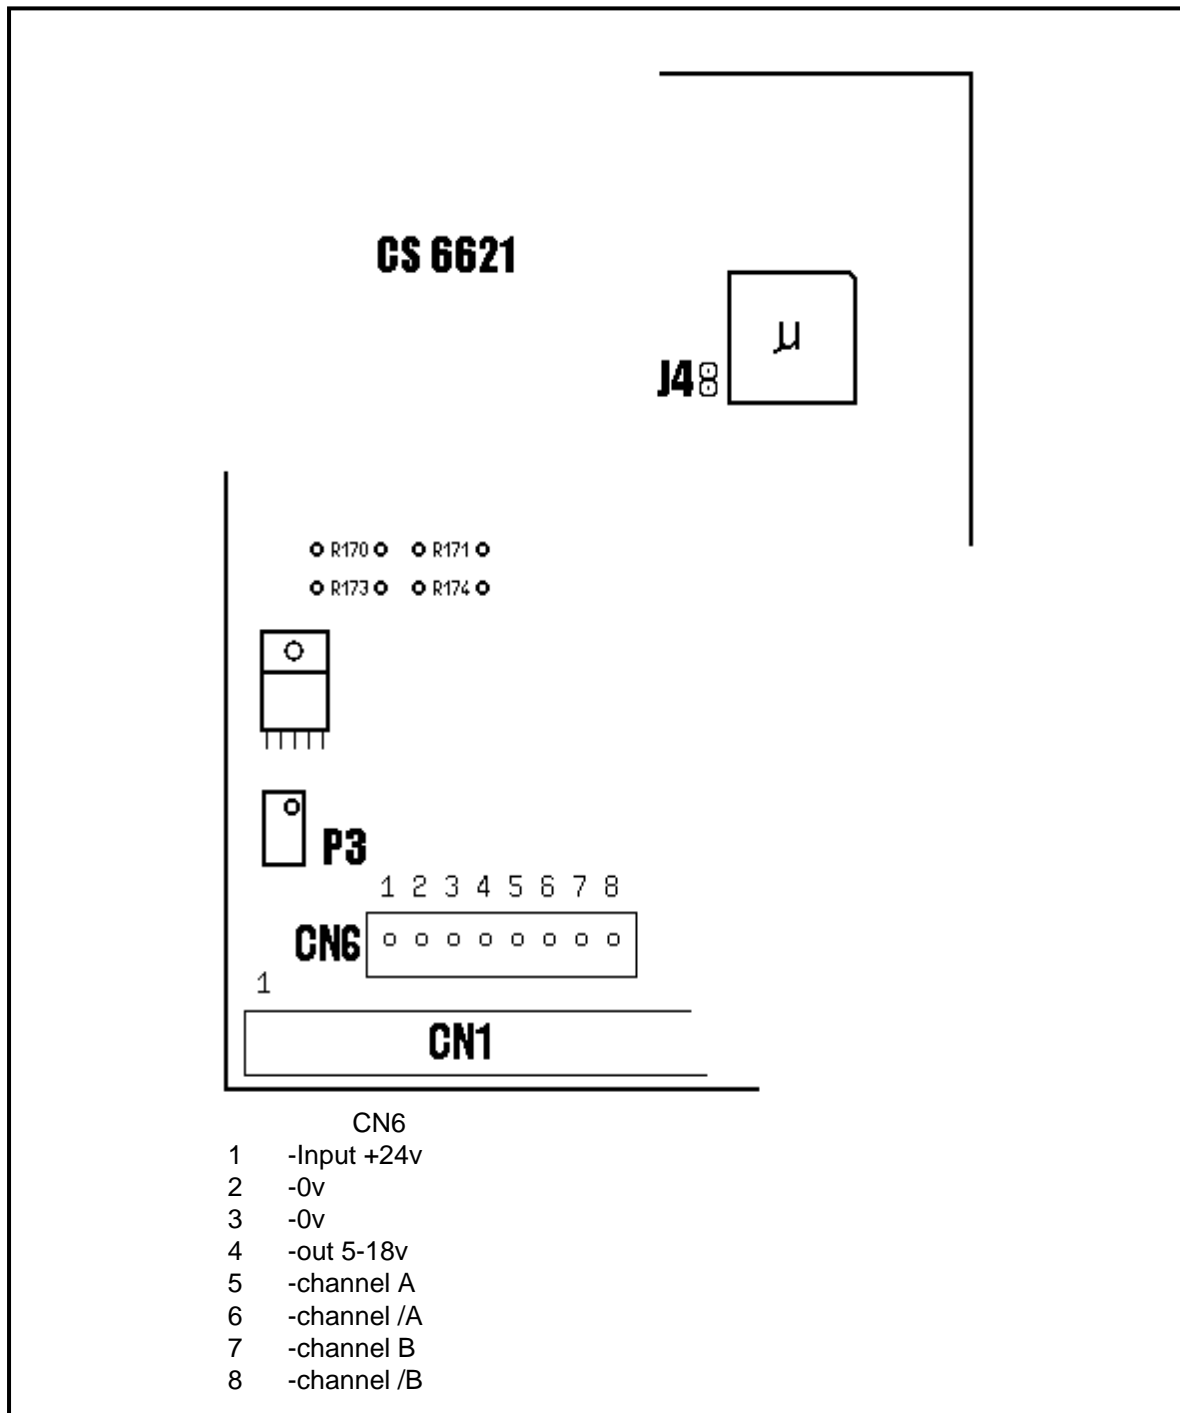 CS 6621
µ
J4
R170 R171
R173 R174
P3
1 2 3 4 5 6 7 8
CN6
1
CN1
CN6
1 -Input +24v
2 -0v
3 -0v
4 -out 5-18v
5 -channel A
6 -channel /A
7 -channel B
8 -channel /B